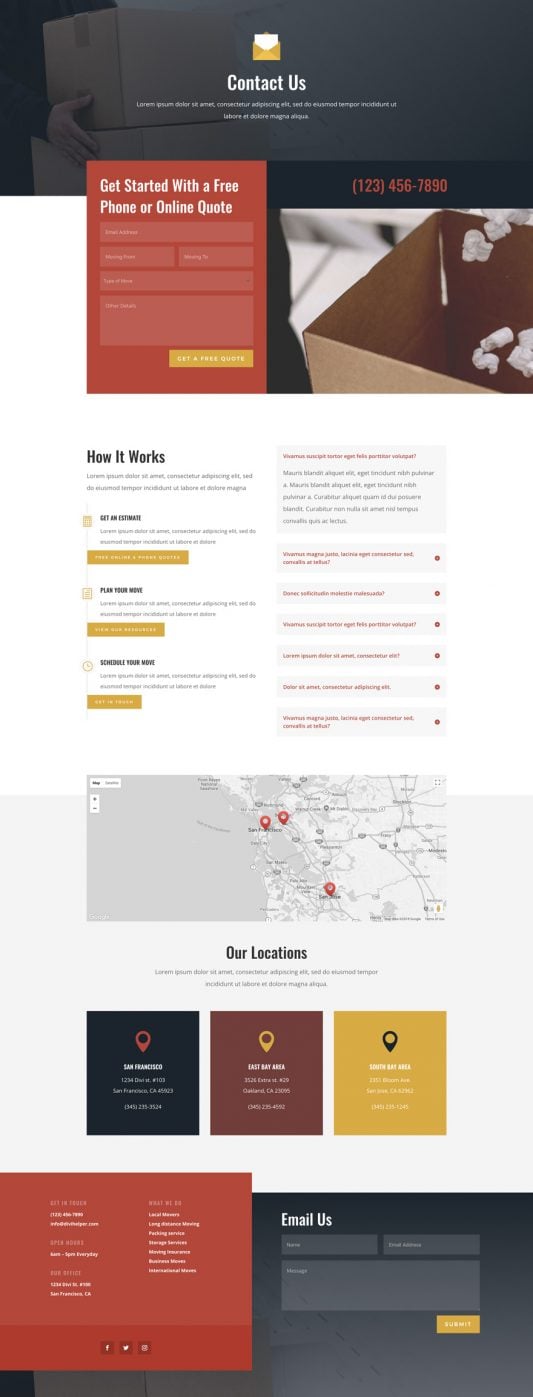 Contact Us
Lorem ipsum dolor sit amet, consectetur adipiscing elit, sed do eiusmod tempor incididunt ut
labore et dolore magna aliqua.
Get Started With a Free
Phone or Online Quote
Email Address
Moving From
Moving To
Type of Move
Other Details
GET A FREE QUOTE
(123) 456-7890
How It Works
Lorem ipsum dolor sit amet, consectetur adipiscing elit, sed
do eiusmod tempor incididunt ut labore et dolore magna
GET AN ESTIMATE
Lorem ipsum dolor sit amet, consectetur adipiscing elit, sed do
eiusmod tempor incididunt ut labore et dolore
FREE ONLINE & PHONE QUOTES
PLAN YOUR MOVE
Lorem ipsum dolor sit amet, consectetur adipiscing elit, sed do
eiusmod tempor incididunt ut labore et dolore
VIEW OUR RESOURCES
SCHEDULE YOUR MOVE
Lorem ipsum dolor sit amet, consectetur adipiscing elit, sed do
eiusmod tempor incididunt ut labore et dolore
GET IN TOUCH
Vivamus suscipit tortor eget felis porttitor volutpat?
Mauris blandit aliquet elit, eget tincidunt nibh pulvinar
a. Mauris blandit aliquet elit, eget tincidunt nibh
pulvinar a. Curabitur aliquet quam id dui posuere
blandit. Curabitur non nulla sit amet nisl tempus
convallis quis ac lectus.
Vivamus magna justo, lacinia eget consectetur sed,
convallis at tellus?
Donec sollicitudin molestie malesuada?
Vivamus suscipit tortor eget felis porttitor volutpat?
Lorem ipsum dolor sit amet, consectetur elit?
Dolor sit amet, consectetur adipiscing elit.
Vivamus magna justo, lacinia eget consectetur sed,
convallis at tellus?
Map
Satellite
San Francisco
San Jose
Google
Terms of Use
Our Locations
Lorem ipsum dolor sit amet, consectetur adipiscing elit, sed do eiusmod tempor
incididunt ut labore et dolore magna aliqua.
SAN FRANCISCO
1234 Divi st. #103
San Francisco, CA 45923
(345) 235-3524
EAST BAY AREA
3526 Extra st. #29
Oakland, CA 23095
(345) 235-4592
SOUTH BAY AREA
2351 Bloom Ave
San Jose, CA 62962
(345) 235-1245
GET IN TOUCH
(123) 456-7890
info@divihelper.com
OPEN HOURS
6am – 5pm Everyday
OUR OFFICE
1234 Divi St. #100
San Francisco, CA
WHAT WE DO
Local Movers
Long distance Moving
Packing service
Storage Services
Moving Insurance
Business Moves
International Moves
Email Us
Name
Email Address
Message
SUBMIT